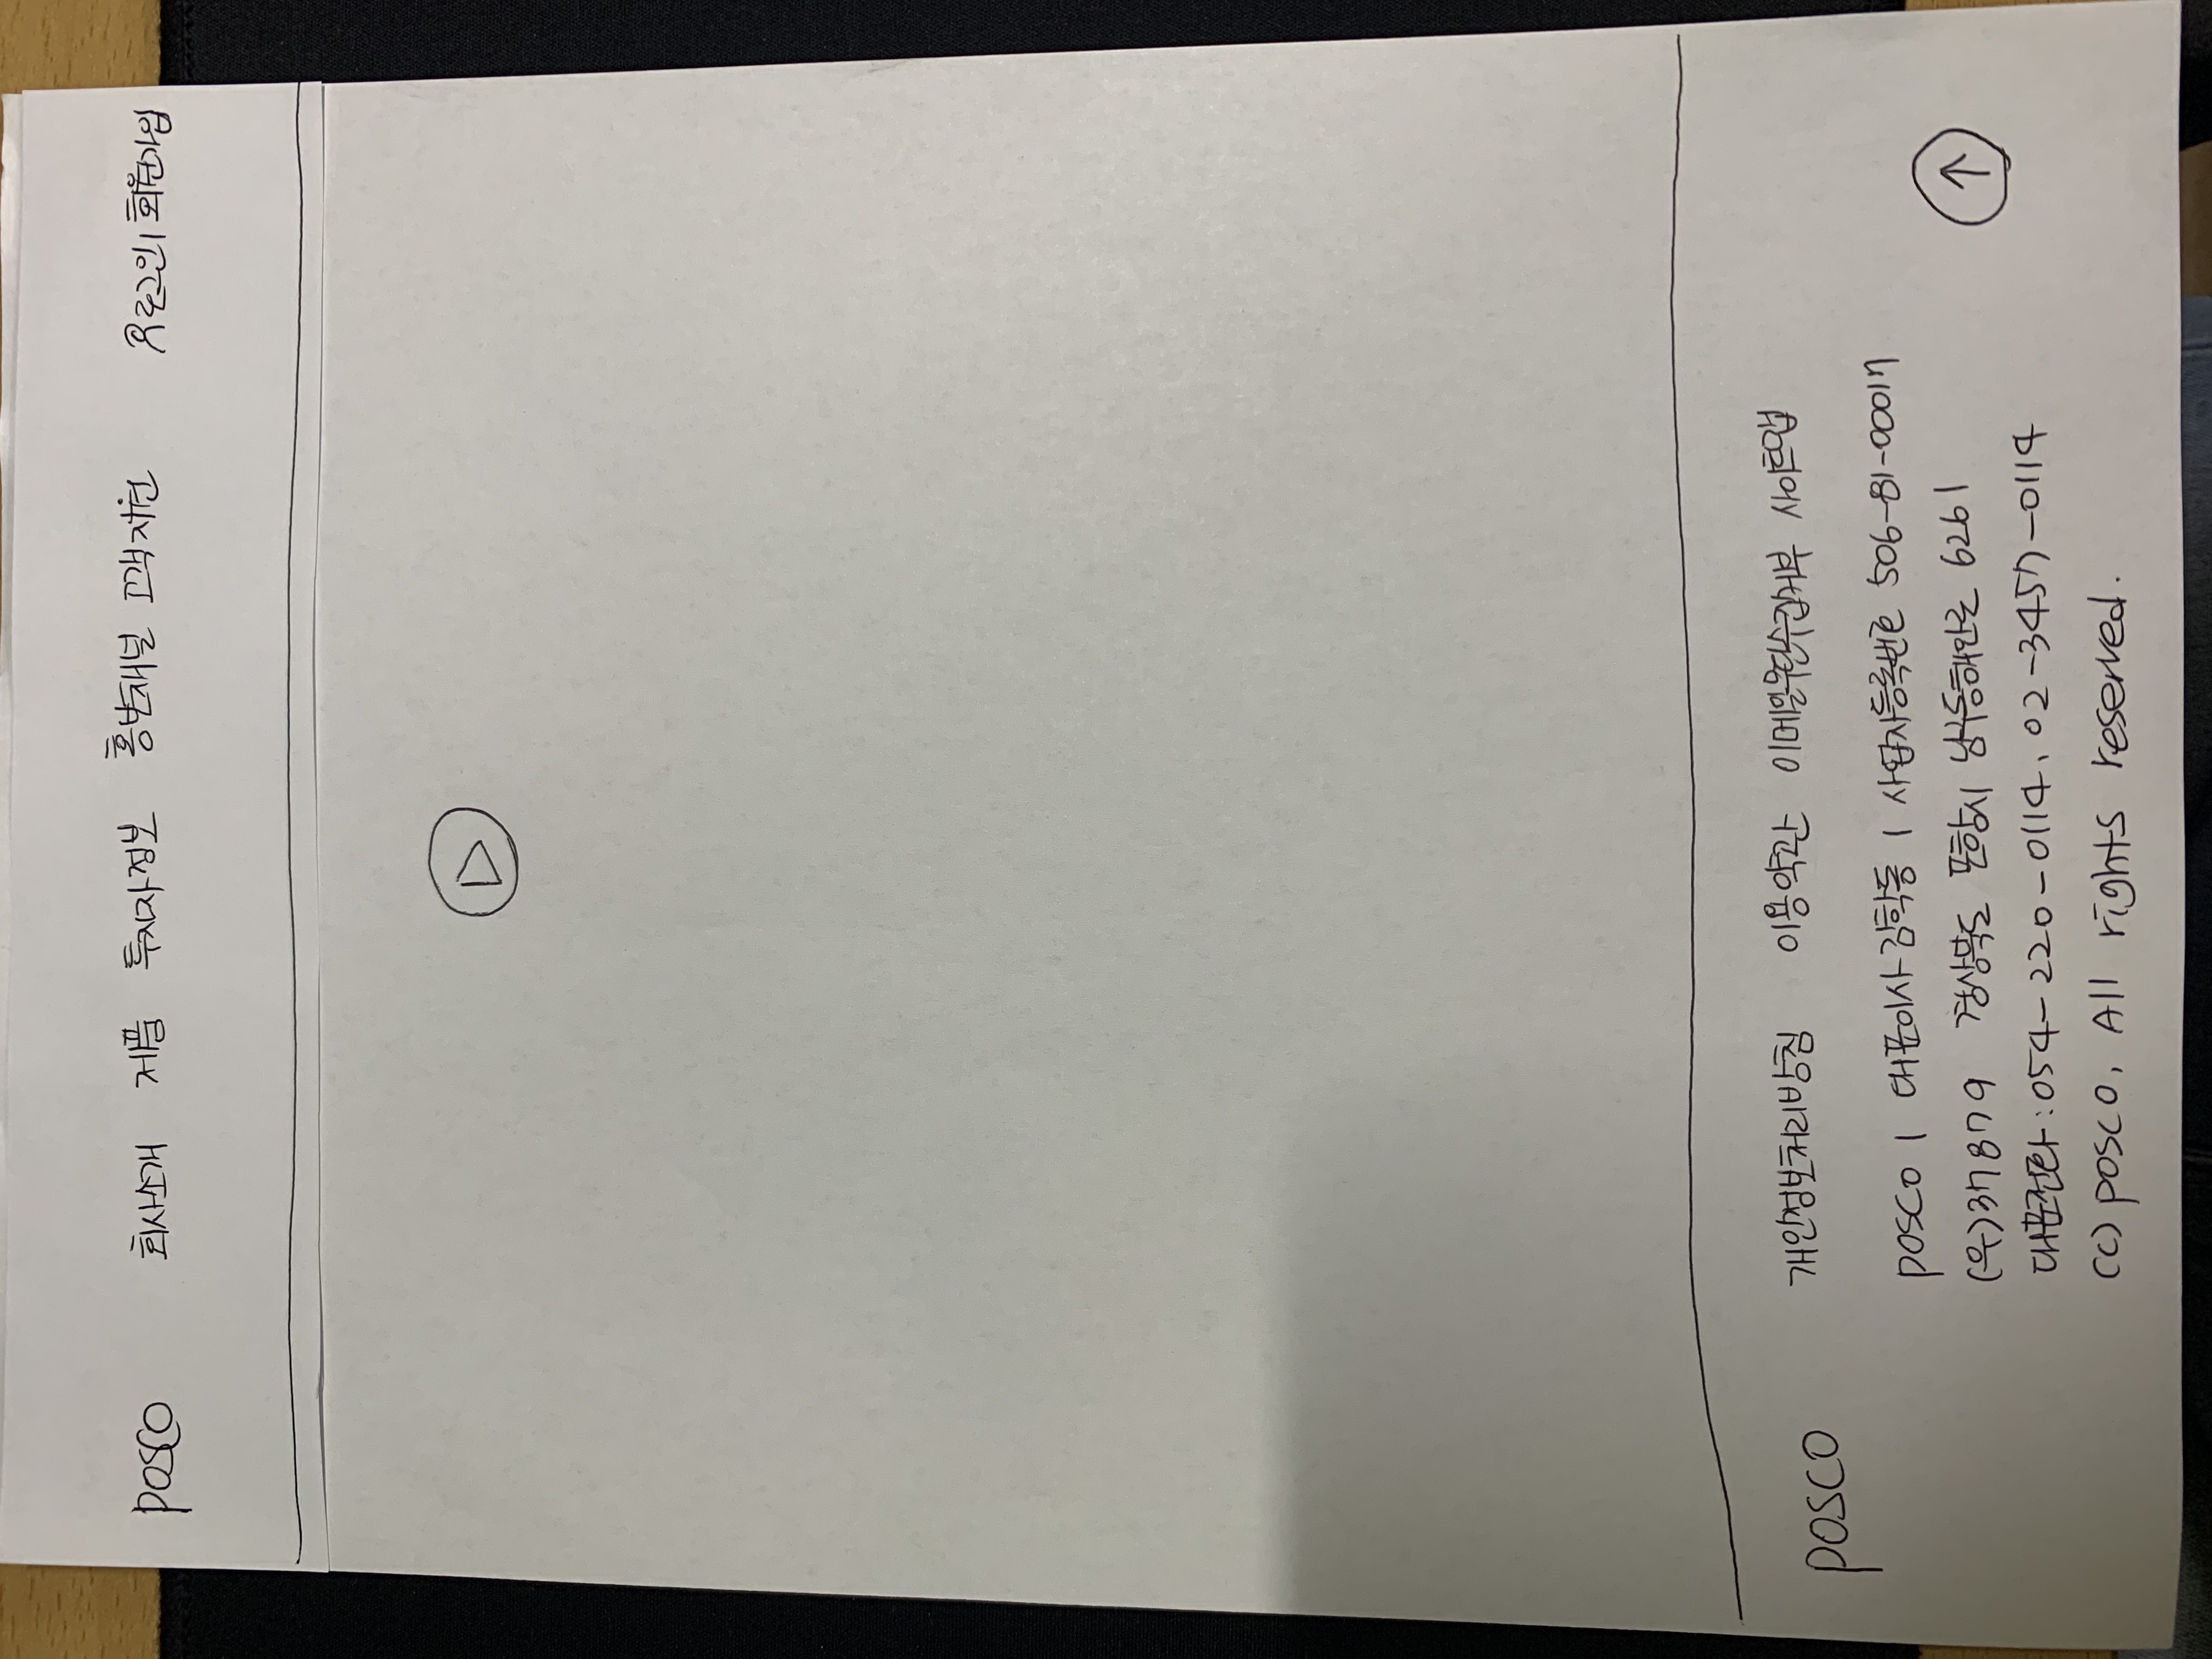 posco 회사소개 제품 투자자정보 홍보채널 고객지원 로그인 | 회원가입
posco 개인정보처리방침 이용약관 이메일무단수집거부 사이트맵
posco | 대표이사 김학동 | 사업자등록번호 506-81-00017
(우)37879 경상북도 포항시 남구동해안로 6261
대표전화 : 054-220-0114, 02-3457-0114
(c) posco, All rights reserved.